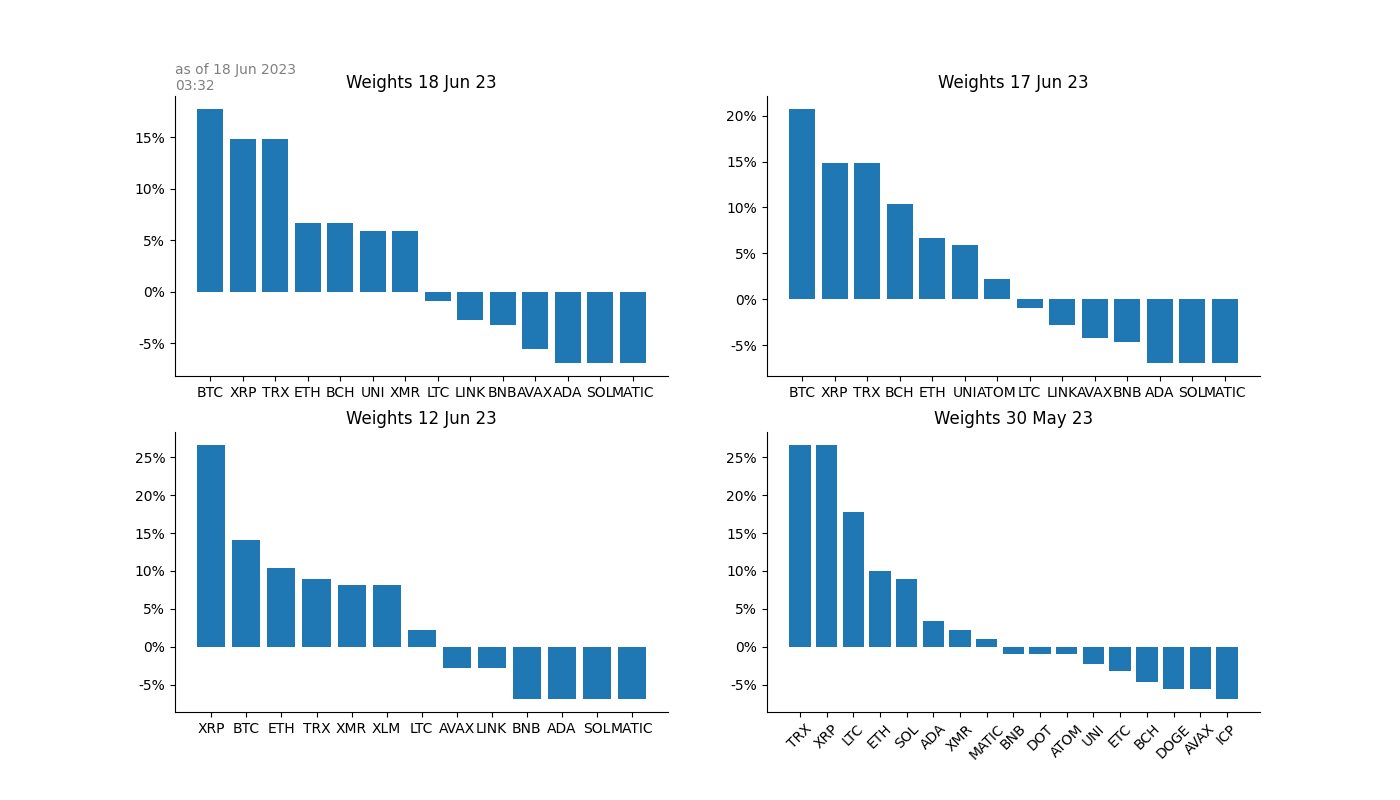 as of 18 Jun 2023
03:32
Weights 18 Jun 23
15%
10%
5%
0%
-5%
BTC XRP TRX ETH BCH UNI XMR LTC LINK BNB AVAX ADA SOL MATIC
Weights 17 Jun 23
20%
15%
10%
5%
0%
-5%
BTC XRP TRX BCH ETH UNI ATOM LTC LINK AVAX BNB ADA SOL MATIC
Weights 12 Jun 23
25%
20%
15%
10%
5%
0%
-5%
XRP BTC ETH TRX XMR XLM LTC AVAX LINK BNB ADA SOL MATIC
Weights 30 May 23
25%
20%
15%
10%
5%
0%
-5%
TRX XRP LTC ETH SOL ADA XMR MATIC BNB DOT ATOM UNI ETC BCH DOGE AVAX ICP